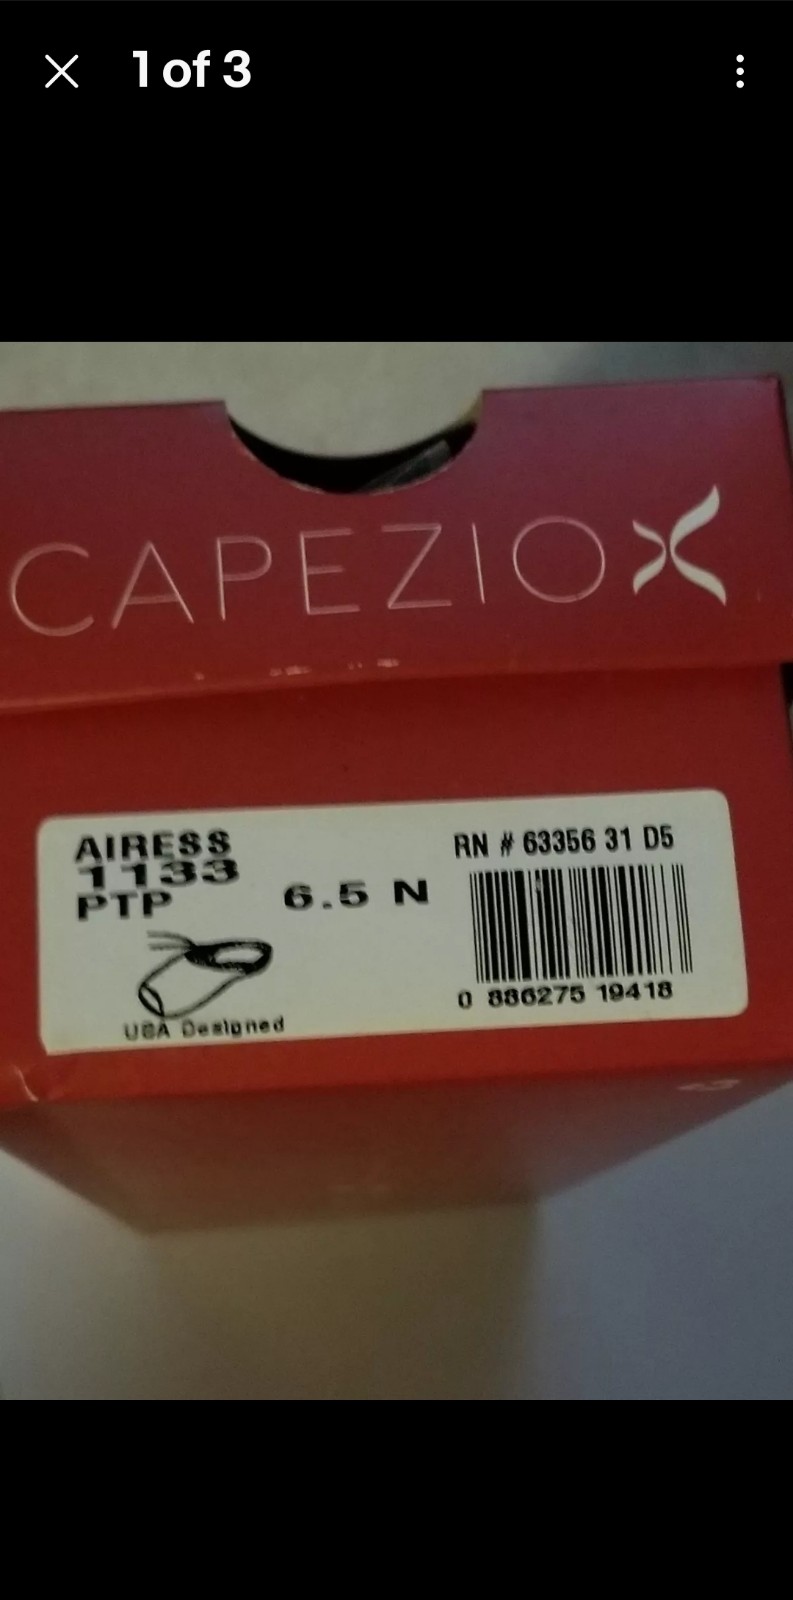 1 of 3
CAPEZIO
AIRESS
1133
PTP
6.5 N
RN # 63356 31 D5
0 886275 19418
USA Designed